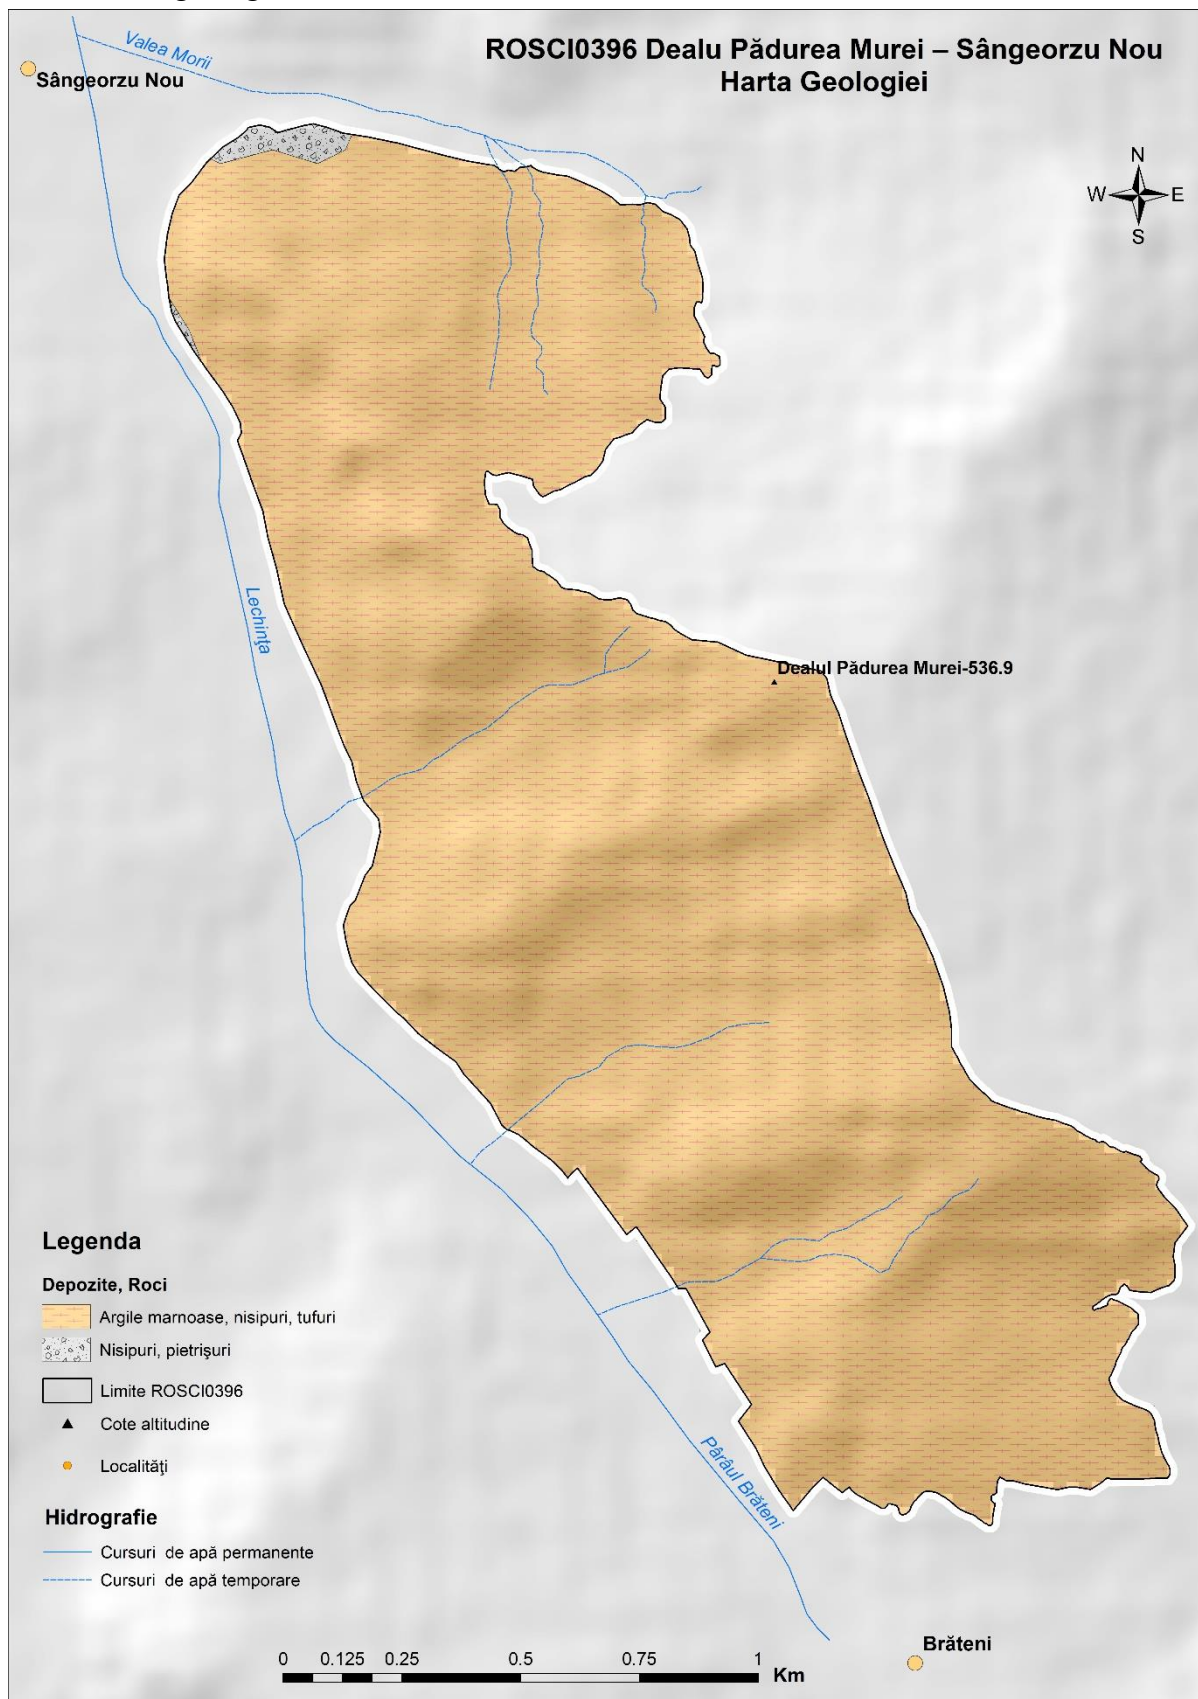 ROSCI0396 Dealu Pădurea Murei – Sângeorzu Nou
Harta Geologiei
Valea Morii
Sângeorzu Nou
N
W E
S
Lechinţa
Dealul Pădurea Murei-536.9
Pârâul Brăteni
Brăteni
Legenda
Depozite, Roci
Argile marnoase, nisipuri, tufuri
Nisipuri, pietrişuri
Limite ROSCI0396
Cote altitudine
Localităţi
Hidrografie
Cursuri de apă permanente
Cursuri de apă temporare
0 0.125 0.25 0.5 0.75 1
Km